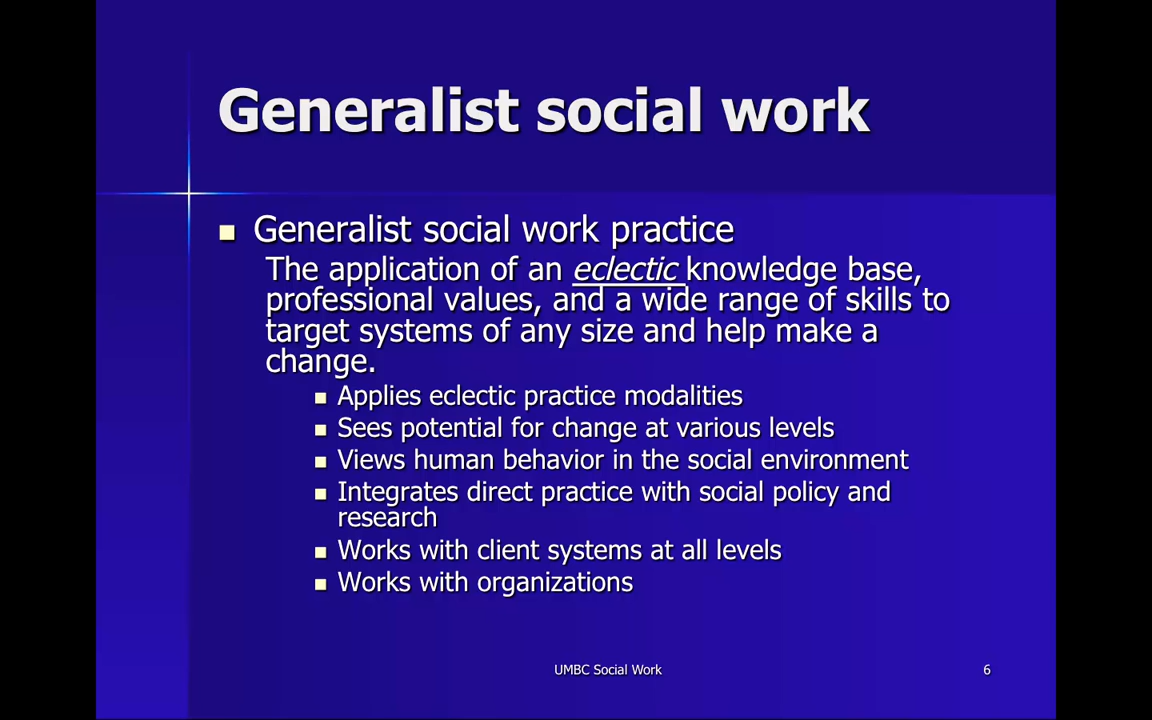 Generalist social work
Generalist social work practice
The application of an eclectic knowledge base,
professional values, and a wide range of skills to
target systems of any size and help make a
change.
Applies eclectic practice modalities
Sees potential for change at various levels
Views human behavior in the social environment
Integrates direct practice with social policy and
research
Works with client systems at all levels
Works with organizations
UMBC Social Work
6